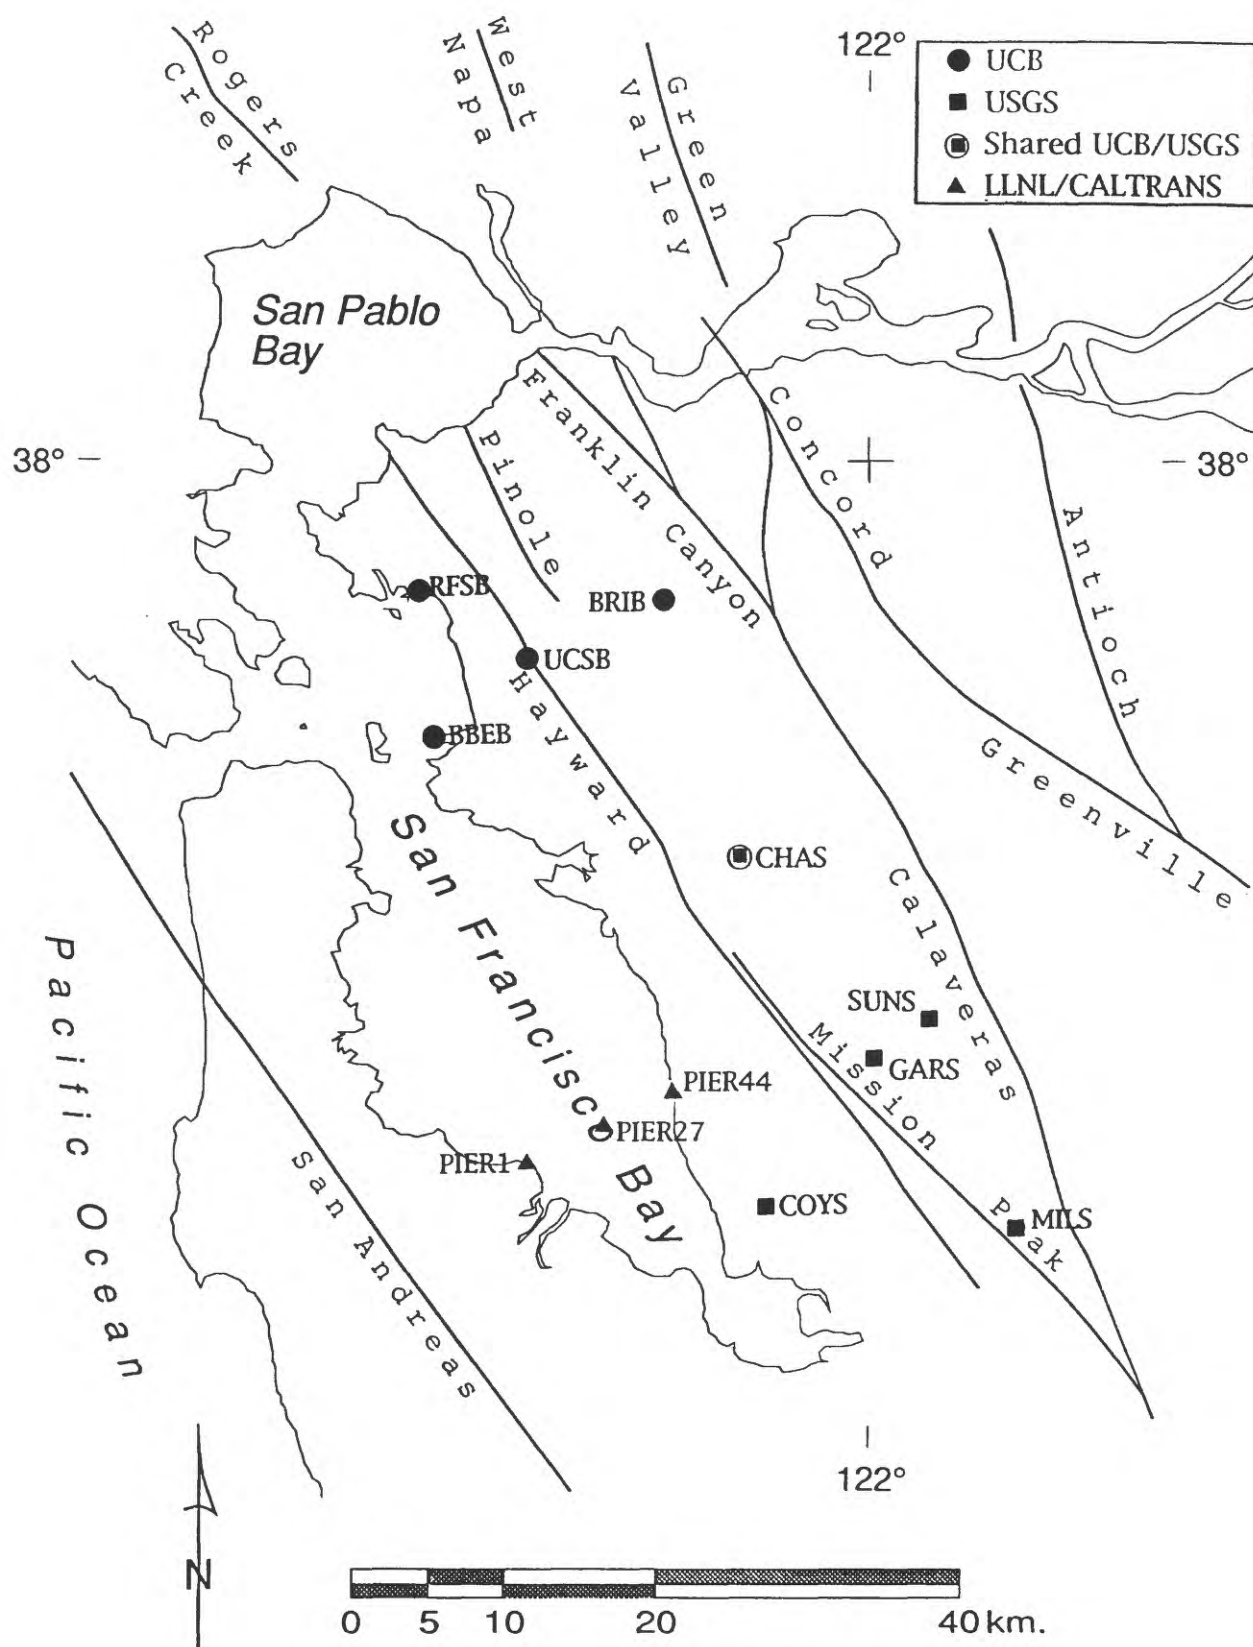 Rogers
Creek
West
Napa
Green
Valley
122°
UCB
USGS
Shared UCB/USGS
LLNL/CALTRANS
San Pablo
Bay
38°
38°
Franklin Canyon
Pinole
Concord
Antioch
RFSB
BRIB
UCSB
BBEB
Hayward
Greenville
San Francisco Bay
CHAS
Calaveras
Pacific Ocean
SUNS
GARS
Mission Peak
PIER44
PIER27
PIER1
San Andreas
COYS
MILS
122°
N
0 5 10 20 40 km.